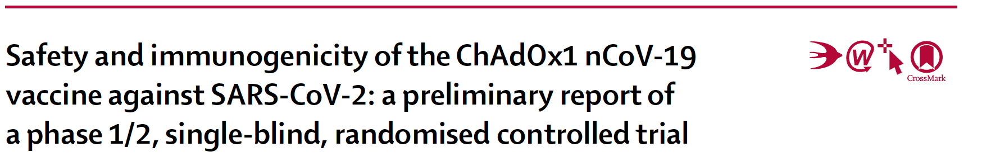 Safety and immunogenicity of the ChAdOx1 nCoV-19
vaccine against SARS-CoV-2: a preliminary report of
a phase 1/2, single-blind, randomised controlled trial
W
CrossMark